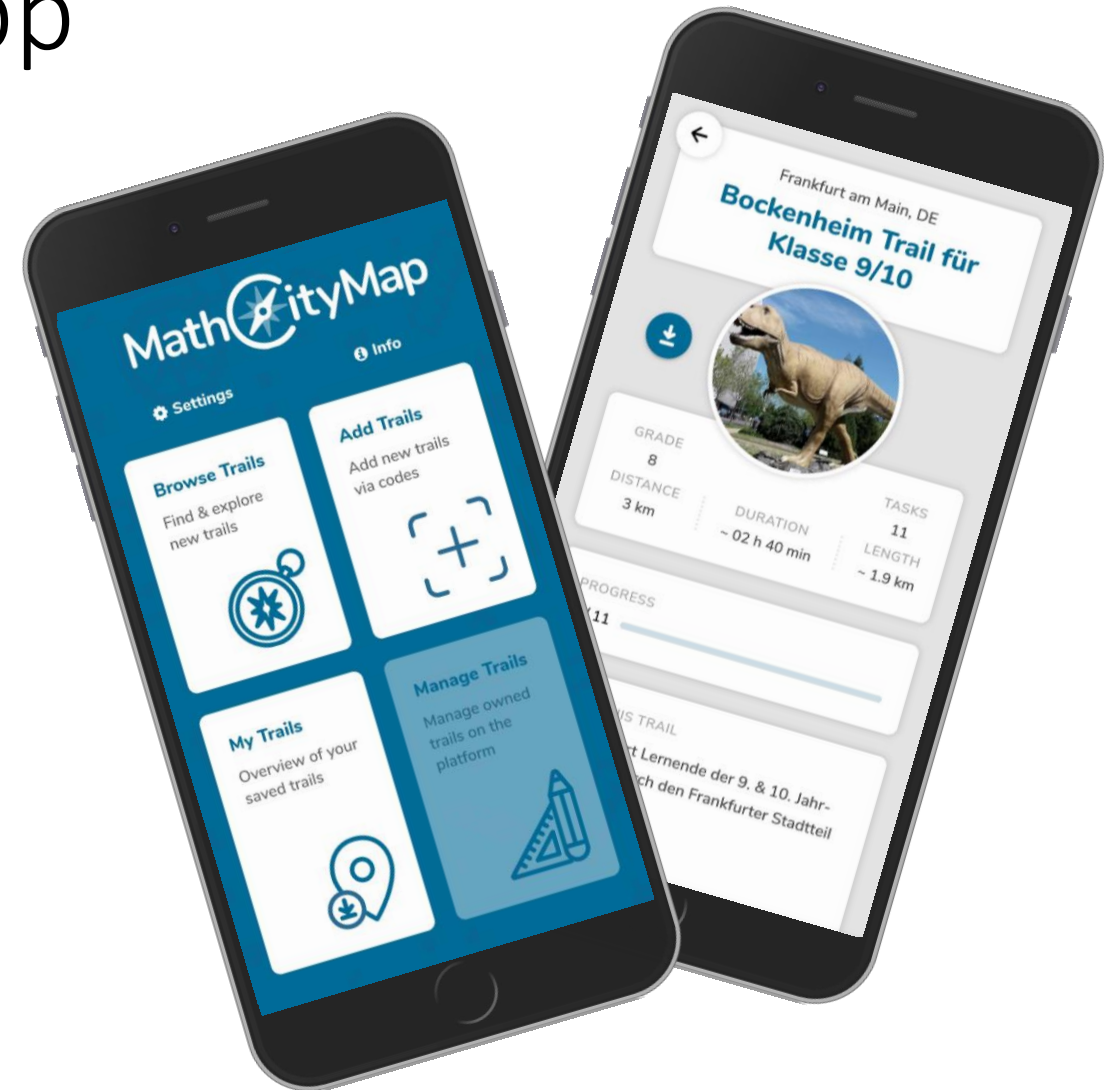 MathCityMap
Settings
Info
Browse Trails
Find & explore
new trails
Add Trails
Add new trails
via codes
My Trails
Overview of your
saved trails
Manage Trails
Manage owned
trails on the
platform
Frankfurt am Main, DE
Bockenheim Trail für
Klasse 9/10
GRADE
8
DISTANCE
3 km
DURATION
~ 02 h 40 min
TASKS
11
LENGTH
~ 1.9 km
PROGRESS
/11
TRAIL
Lernende der 9. & 10. Jahr-
den Frankfurter Stadtteil